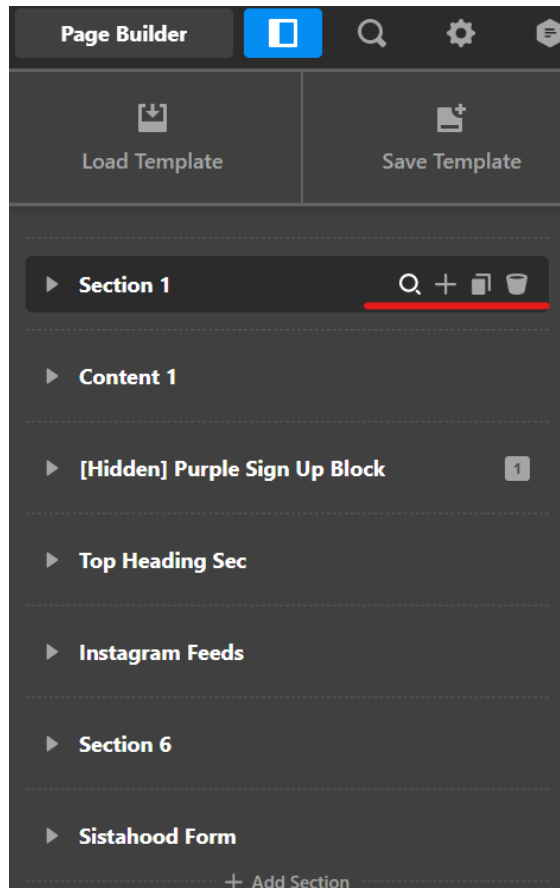 Page Builder
Load Template
Save Template
Section 1
Content 1
[Hidden] Purple Sign Up Block
1
Top Heading Sec
Instagram Feeds
Section 6
Sistahood Form
+ Add Section